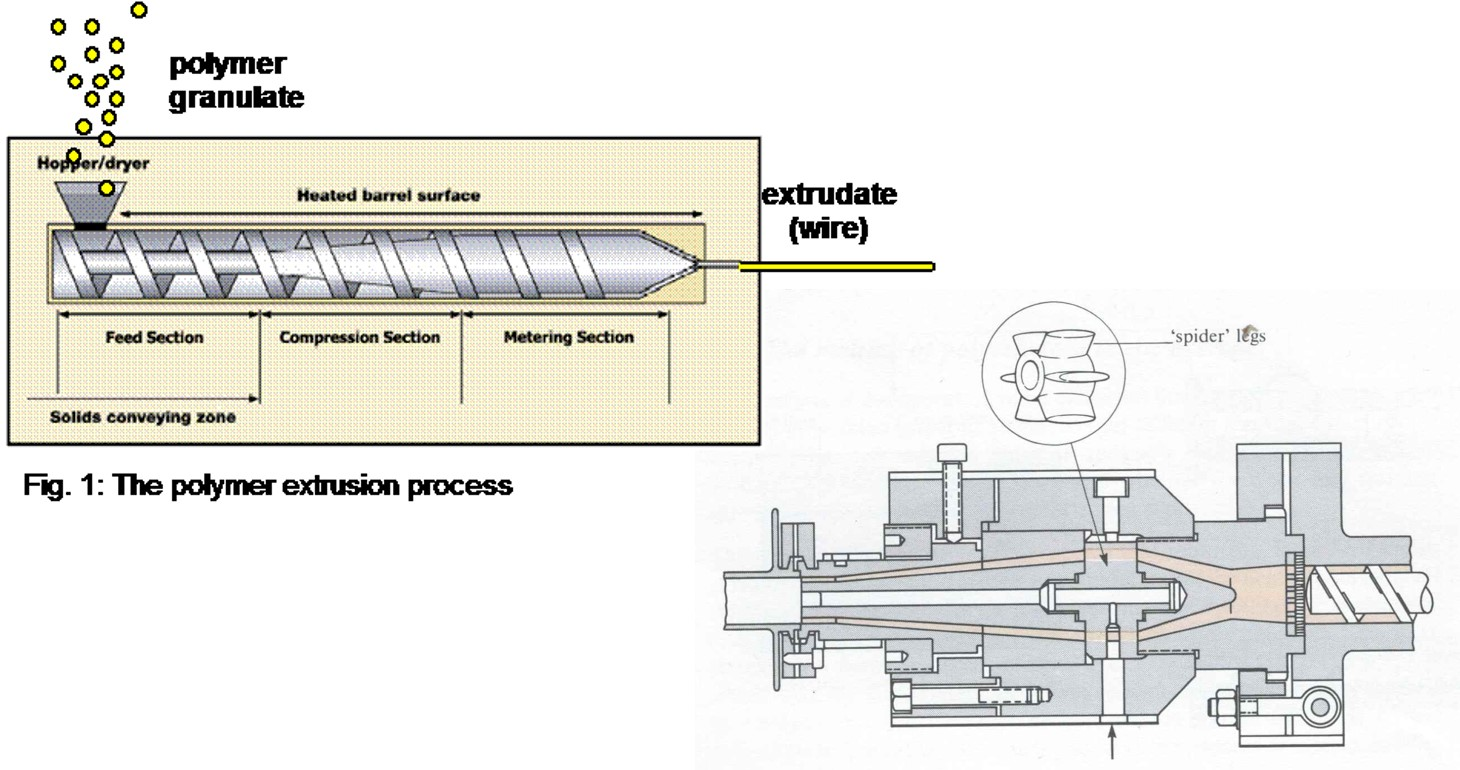 polymer
granulate
Hopper/dryer
Heated barrel surface
extrudate
(wire)
Feed Section
Compression Section
Metering Section
Solids conveying zone
Fig. 1: The polymer extrusion process
'spider' legs